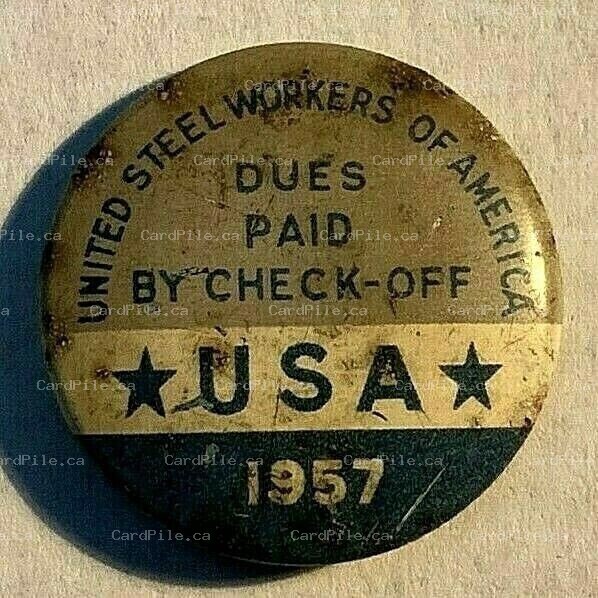 UNITED STEELWORKERS OF AMERICA
DUES
PAID
BY CHECK-OFF
★ USA ★
1957
CardPile.ca